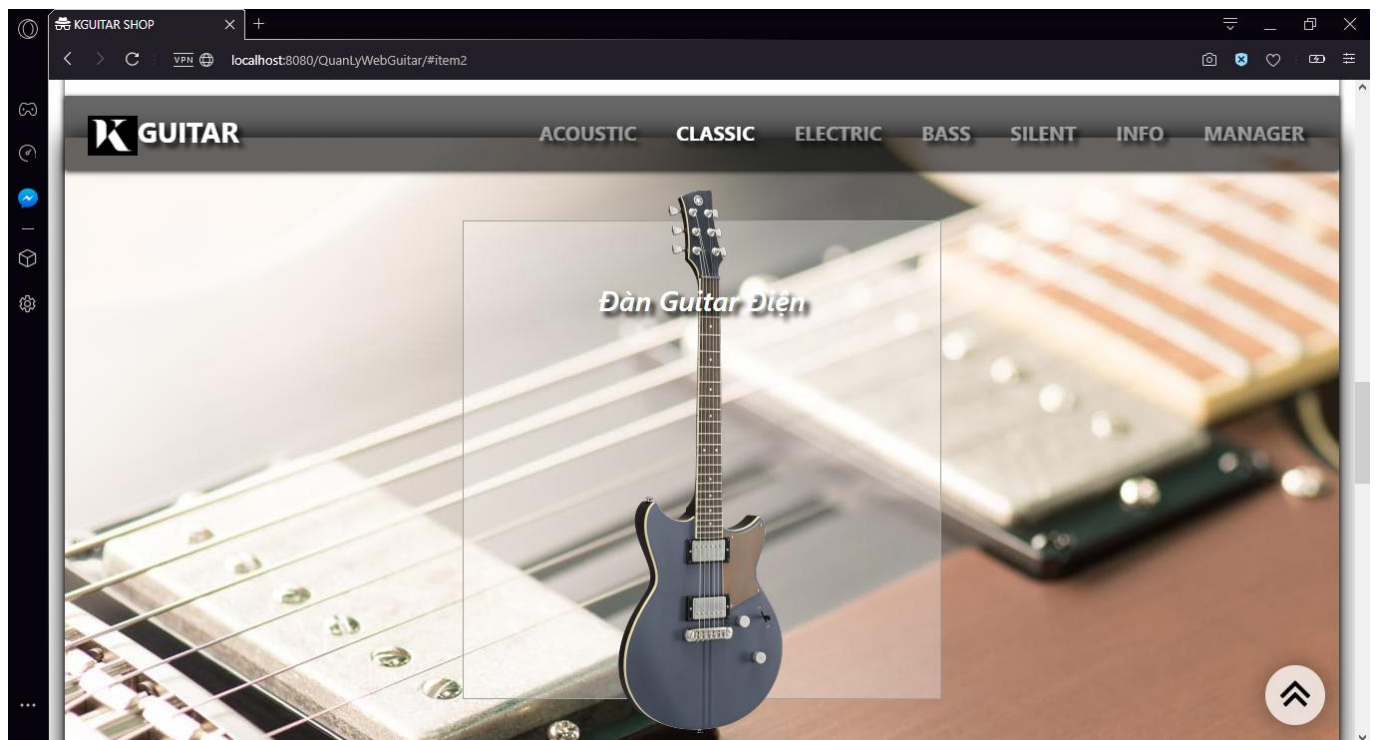 KGUITAR SHOP
VPN localhost:8080/QuanLyWebGuitar/#item2
K GUITAR ACOUSTIC CLASSIC ELECTRIC BASS SILENT INFO MANAGER
Đàn Guitar Điện